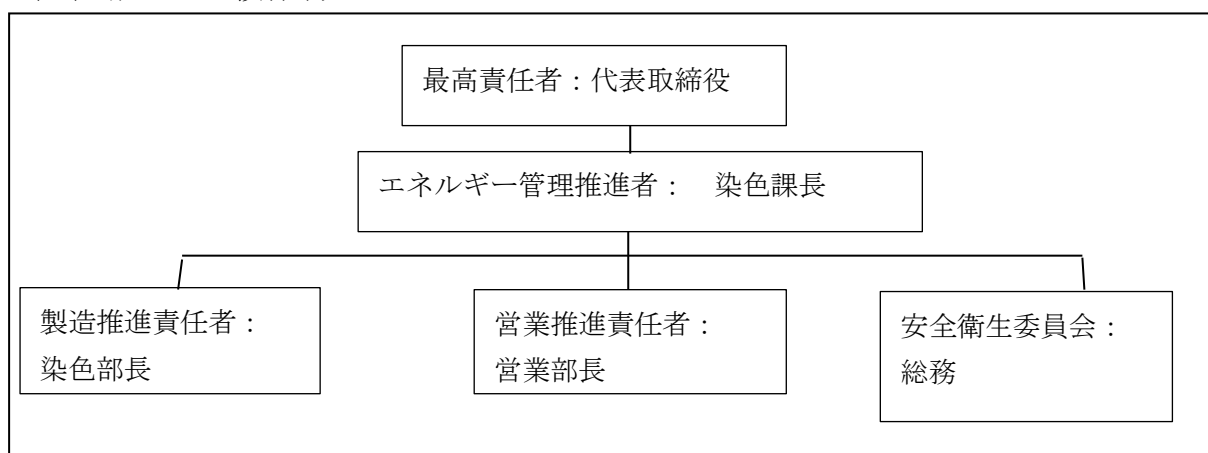 最高責任者：代表取締役
エネルギー管理推進者：　染色課長
製造推進責任者：
染色部長
営業推進責任者：
営業部長
安全衛生委員会：
総務